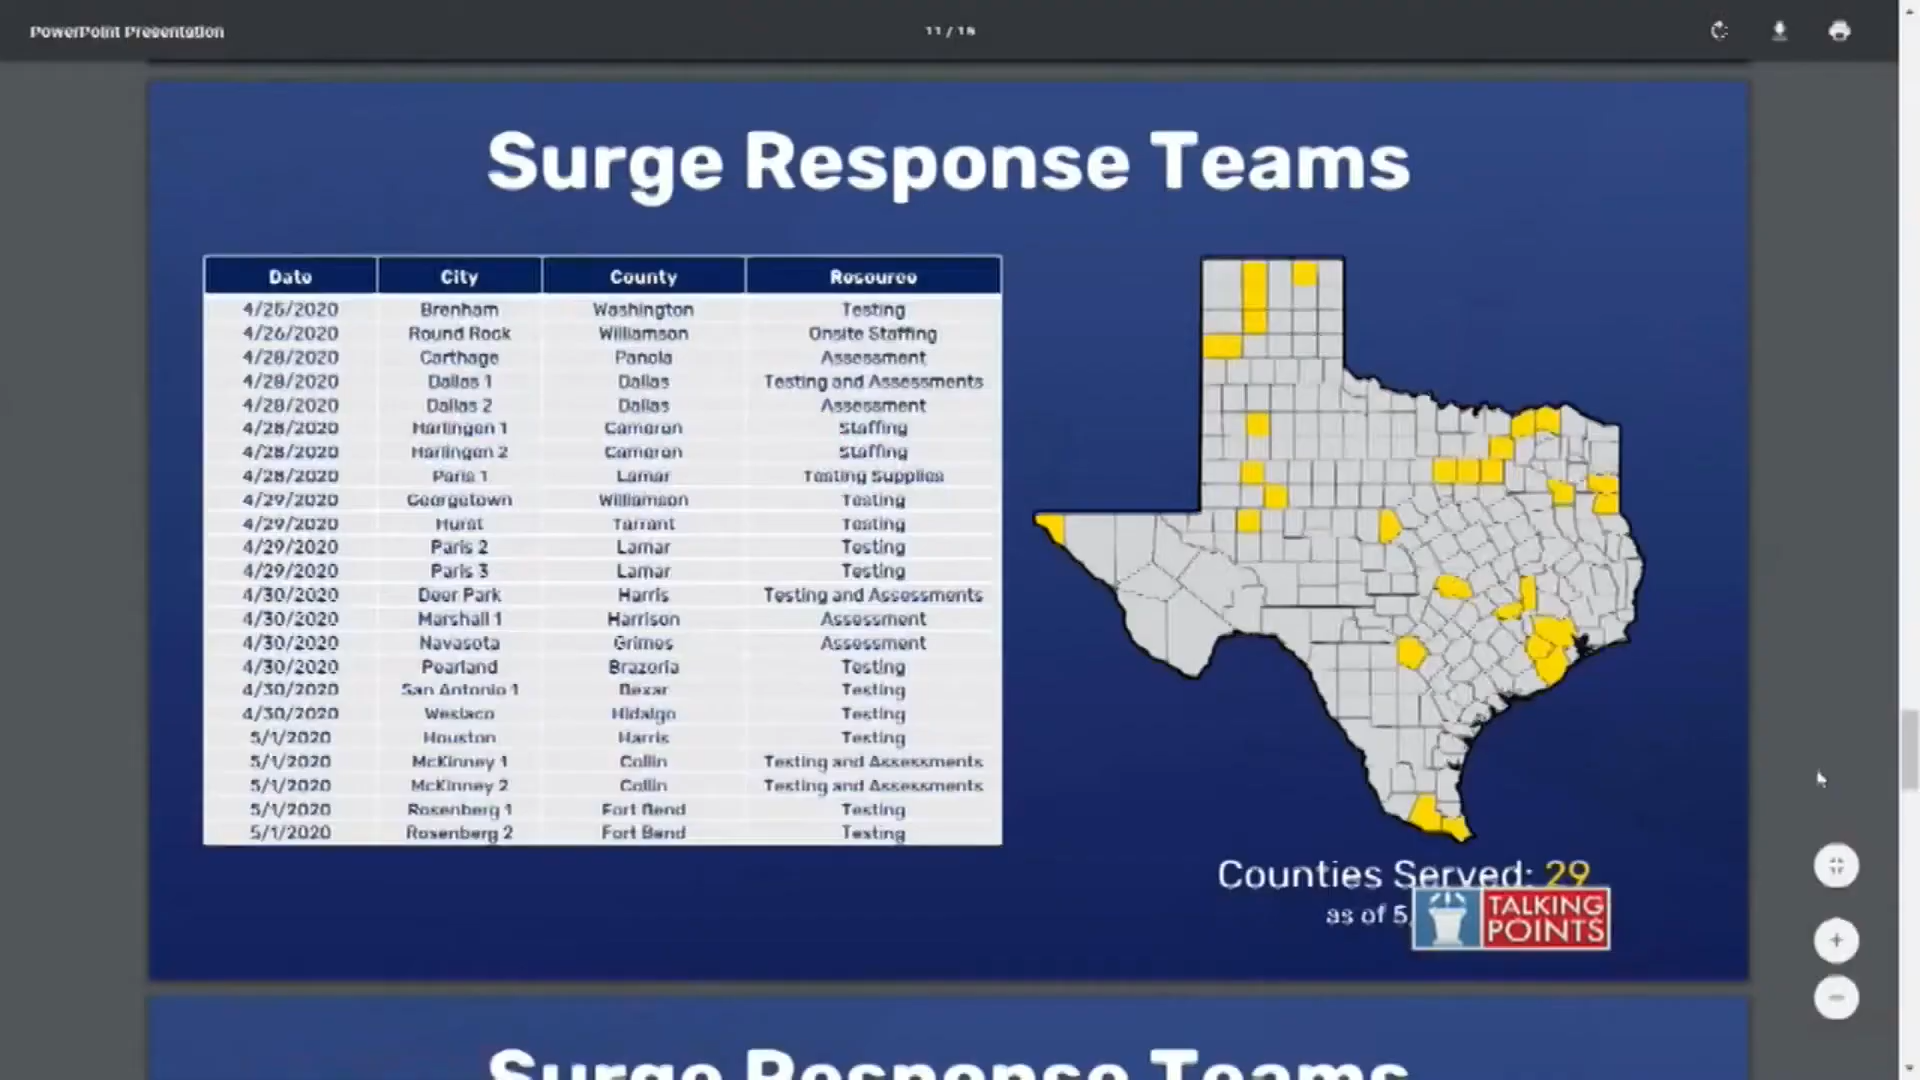 PowerPoint Presentation
11 / 18
Surge Response Teams
Date City County Resource
4/25/2020 Brenham Washington Testing
4/26/2020 Round Rock Williamson Onsite Staffing
4/28/2020 Carthage Panola Assessment
4/28/2020 Dallas 1 Dallas Testing and Assessments
4/28/2020 Dallas 2 Dallas Assessment
4/28/2020 Harlingen 1 Cameron Staffing
4/28/2020 Harlingen 2 Cameron Staffing
4/28/2020 Paris 1 Lamar Testing Supplies
4/29/2020 Georgetown Williamson Testing
4/29/2020 Hurst Tarrant Testing
4/29/2020 Paris 2 Lamar Testing
4/29/2020 Paris 3 Lamar Testing
4/30/2020 Deer Park Harris Testing and Assessments
4/30/2020 Marshall 1 Harrison Assessment
4/30/2020 Navasota Grimes Assessment
4/30/2020 Pearland Brazoria Testing
4/30/2020 San Antonio 1 Bexar Testing
4/30/2020 Weslaco Hidalgo Testing
5/1/2020 Houston Harris Testing
5/1/2020 McKinney 1 Collin Testing and Assessments
5/1/2020 McKinney 2 Collin Testing and Assessments
5/1/2020 Rosenberg 1 Fort Bend Testing
5/1/2020 Rosenberg 2 Fort Bend Testing
Counties Served: 29
as of 5
TALKING
POINTS
Surge Response Teams